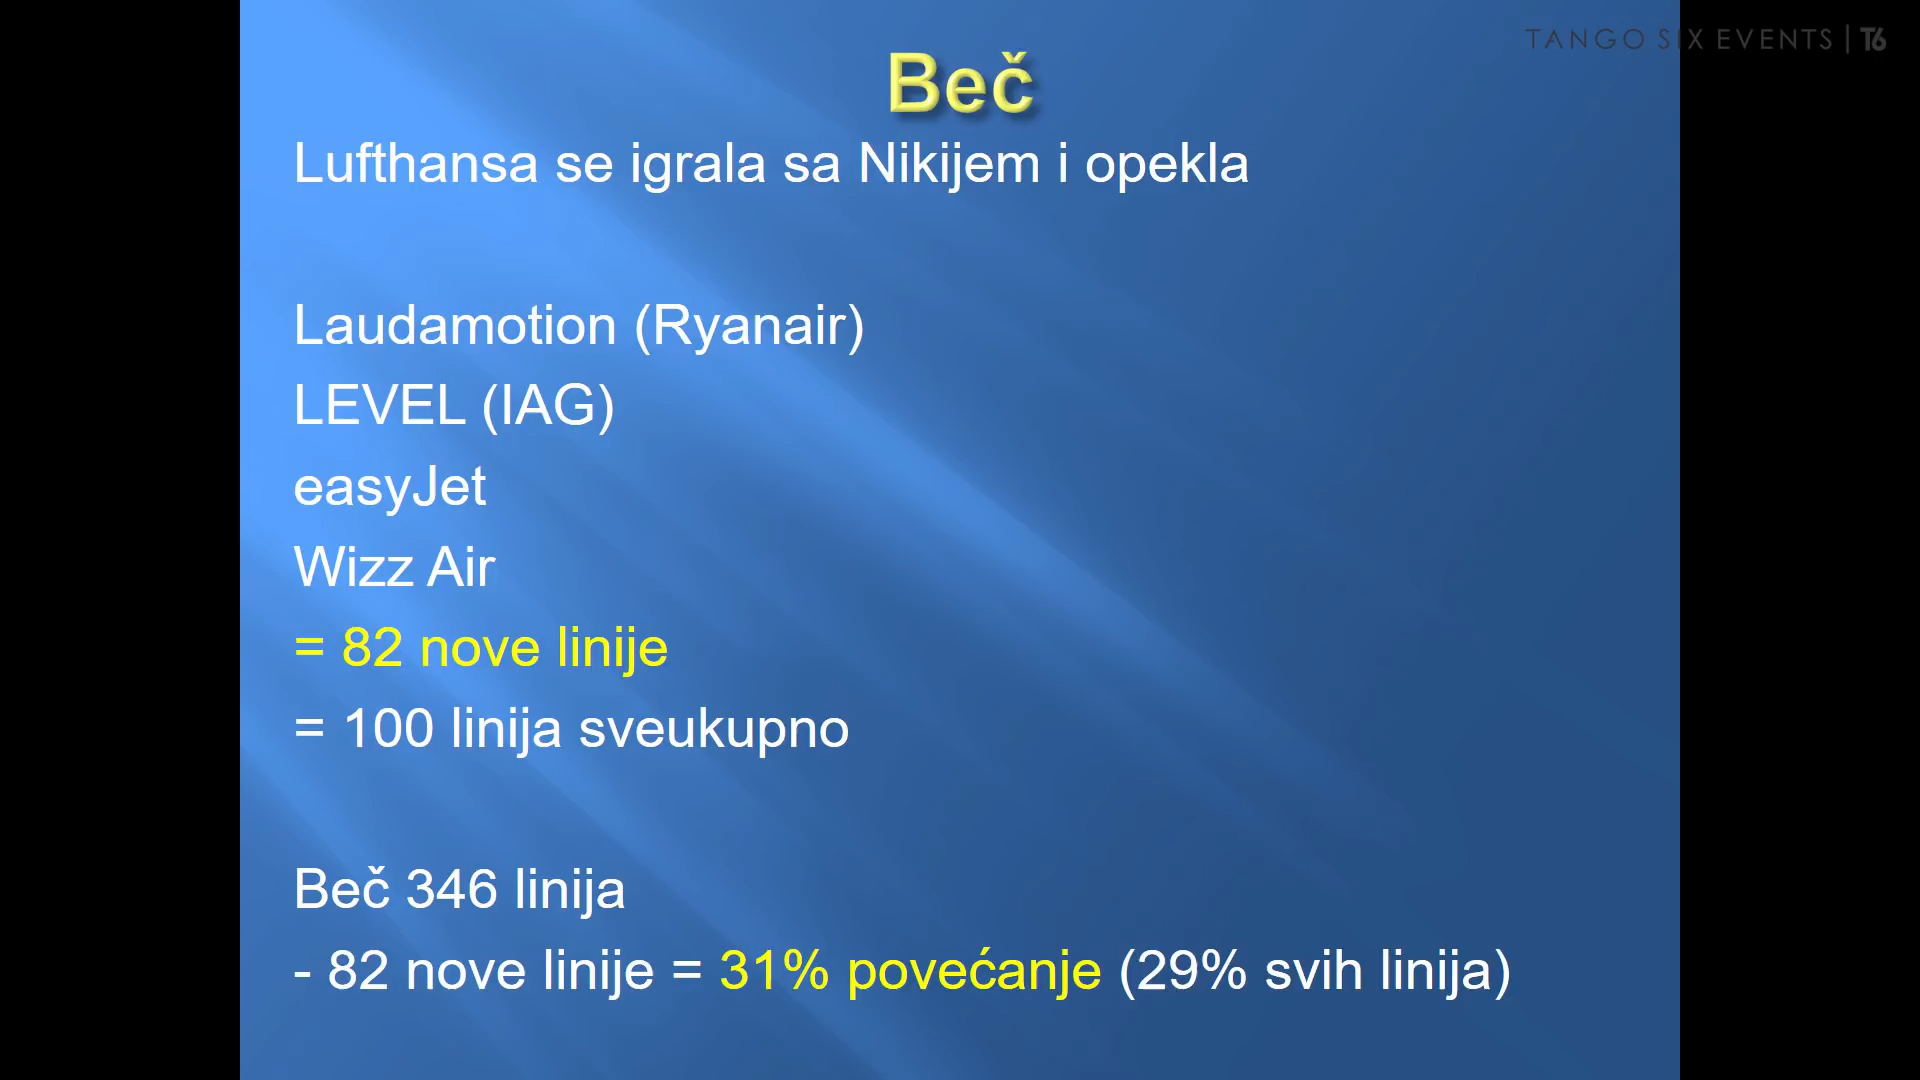 TANGO SIX EVENTS | T6
Beč
Lufthansa se igrala sa Nikijem i opekla
Laudamotion (Ryanair)
LEVEL (IAG)
easyJet
Wizz Air
= 82 nove linije
= 100 linija sveukupno
Beč 346 linija
- 82 nove linije = 31% povećanje (29% svih linija)